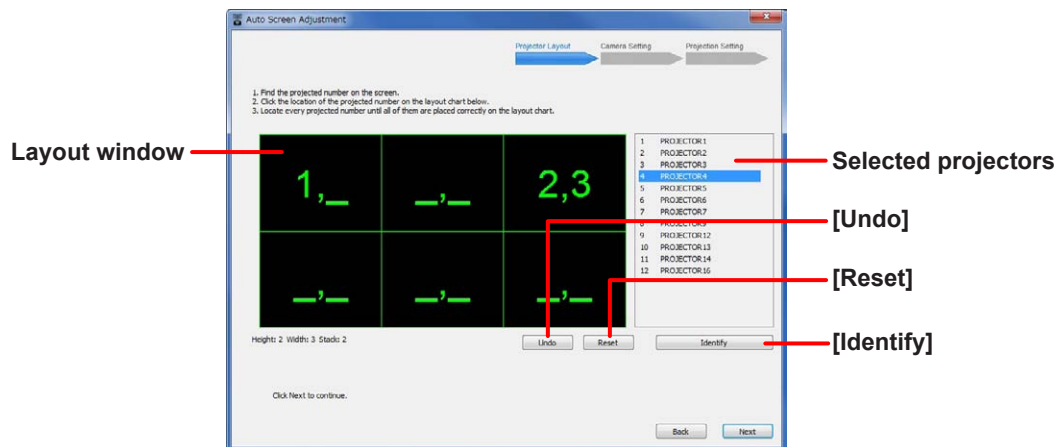 Auto Screen Adjustment
Projector Layout Camera Setting Projection Setting
1. Find the projected number on the screen.
2. Click the location of the projected number on the layout chart below.
3. Locate every projected number until all of them are placed correctly on the layout chart.
Layout window
1,_ _,_ 2,3
_,_ _,_ _,_
1 PROJECTOR1
2 PROJECTOR2
3 PROJECTOR3
4 PROJECTOR4
5 PROJECTOR5
6 PROJECTOR6
7 PROJECTOR7
8 PROJECTOR9
9 PROJECTOR12
10 PROJECTOR13
11 PROJECTOR14
12 PROJECTOR16
Selected projectors
[Undo]
[Reset]
[Identify]
Height: 2 Width: 3 Stack: 2
Undo Reset Identify
Click Next to continue.
Back Next